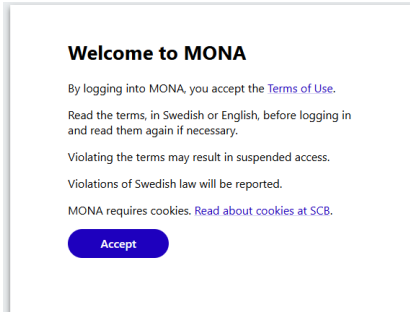 Welcome to MONA
By logging into MONA, you accept the Terms of Use.
Read the terms, in Swedish or English, before logging in
and read them again if necessary.
Violating the terms may result in suspended access.
Violations of Swedish law will be reported.
MONA requires cookies. Read about cookies at SCB.
Accept